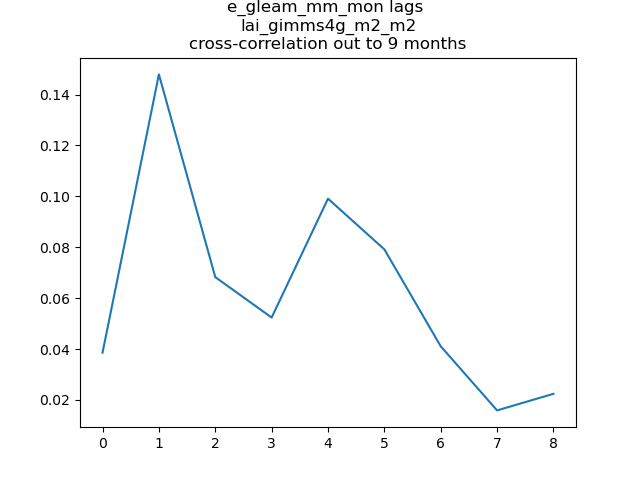 e_gleam_mm_mon lags
lai_gimms4g_m2_m2
cross-correlation out to 9 months
0.14
0.12
0.10
0.08
0.06
0.04
0.02
0 1 2 3 4 5 6 7 8